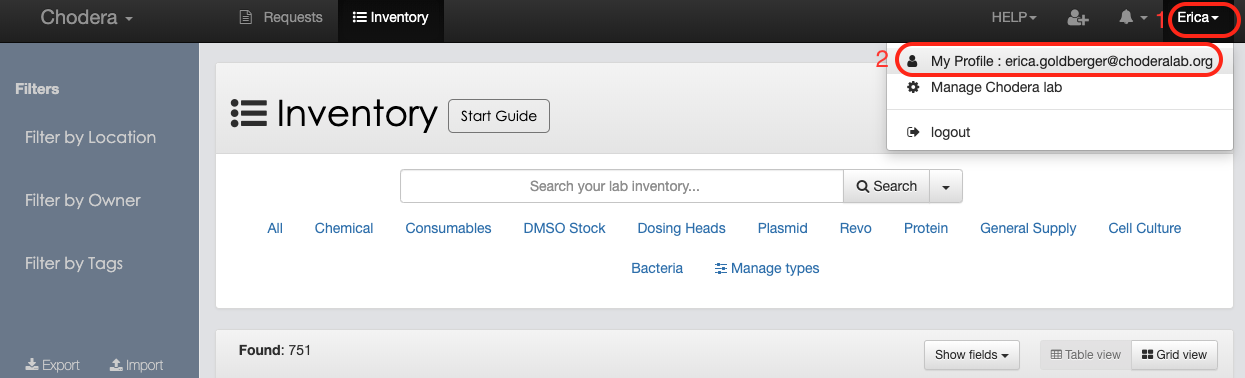 Chodera
Requests
Inventory
HELP
1
Erica
2
My Profile : erica.goldberger@choderalab.org
Manage Chodera lab
logout
Filters
Filter by Location
Filter by Owner
Filter by Tags
Export
Import
Inventory
Start Guide
Search your lab inventory...
Search
All Chemical Consumables DMSO Stock Dosing Heads Plasmid Revo Protein General Supply Cell Culture
Bacteria Manage types
Found: 751
Show fields
Table view
Grid view